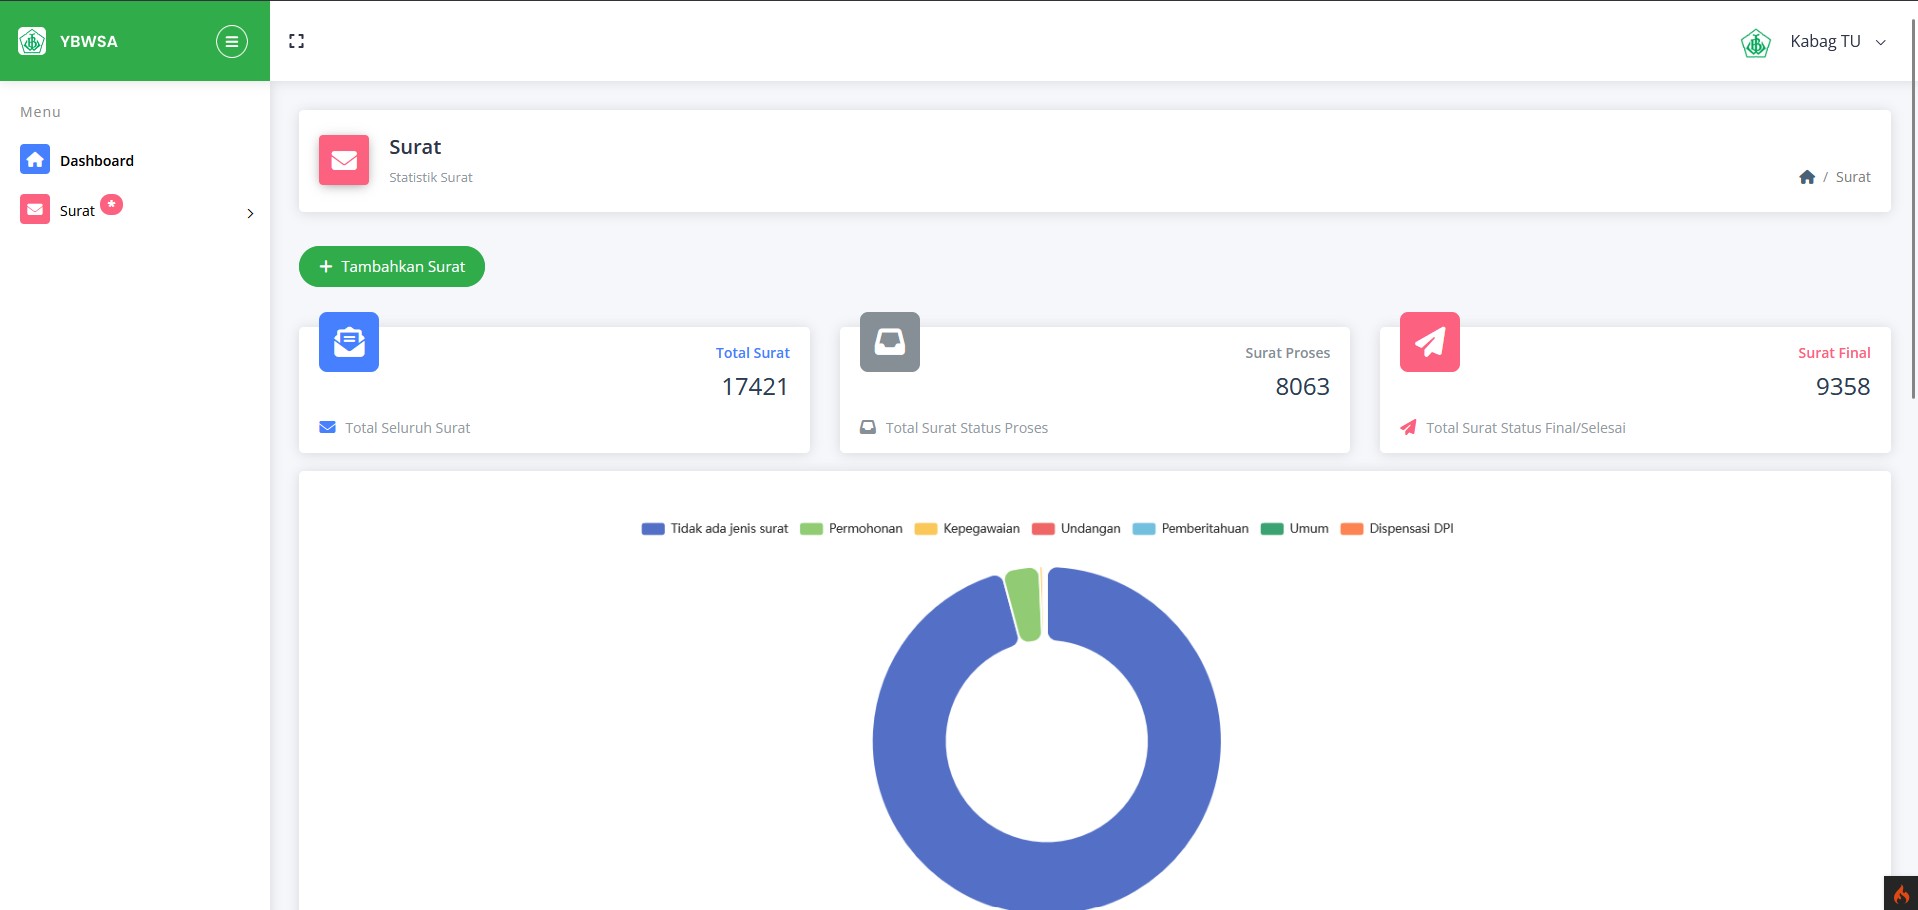 YBWSA
Kabag TU
Menu
Dashboard
Surat *
Surat
Statistik Surat
/ Surat
+ Tambahkan Surat
Total Surat
17421
Total Seluruh Surat
Surat Proses
8063
Total Surat Status Proses
Surat Final
9358
Total Surat Status Final/Selesai
Tidak ada jenis surat Permohonan Kepegawaian Undangan Pemberitahuan Umum Dispensasi DPI